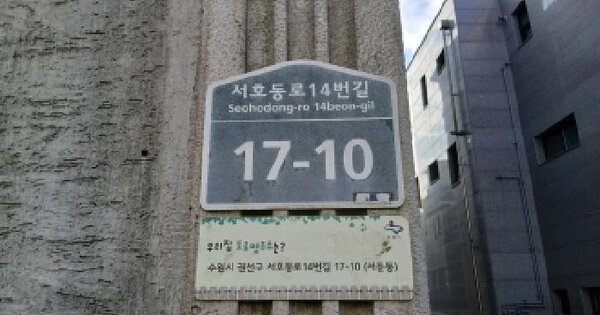 서호동로14번길
Seohodong-ro 14beon-gil
17-10
우리집 도로명주소는?
수원시 권선구 서호동로14번길 17-10 (서둔동)